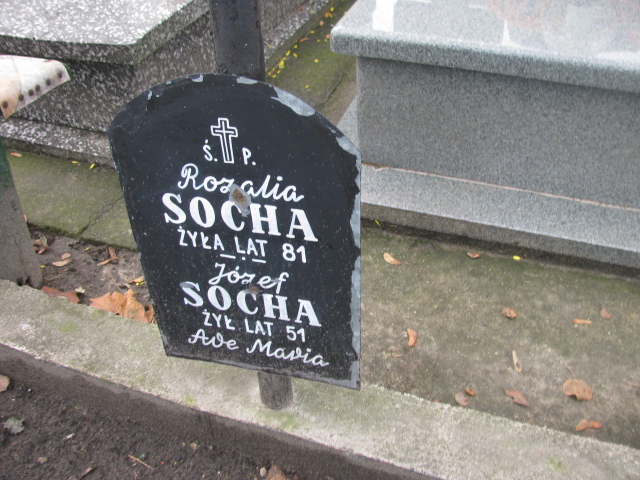 Ś. P.
Rozalia
SOCHA
ŻYŁA LAT 81
Józef
SOCHA
ŻYŁ LAT 51
Ave Maria